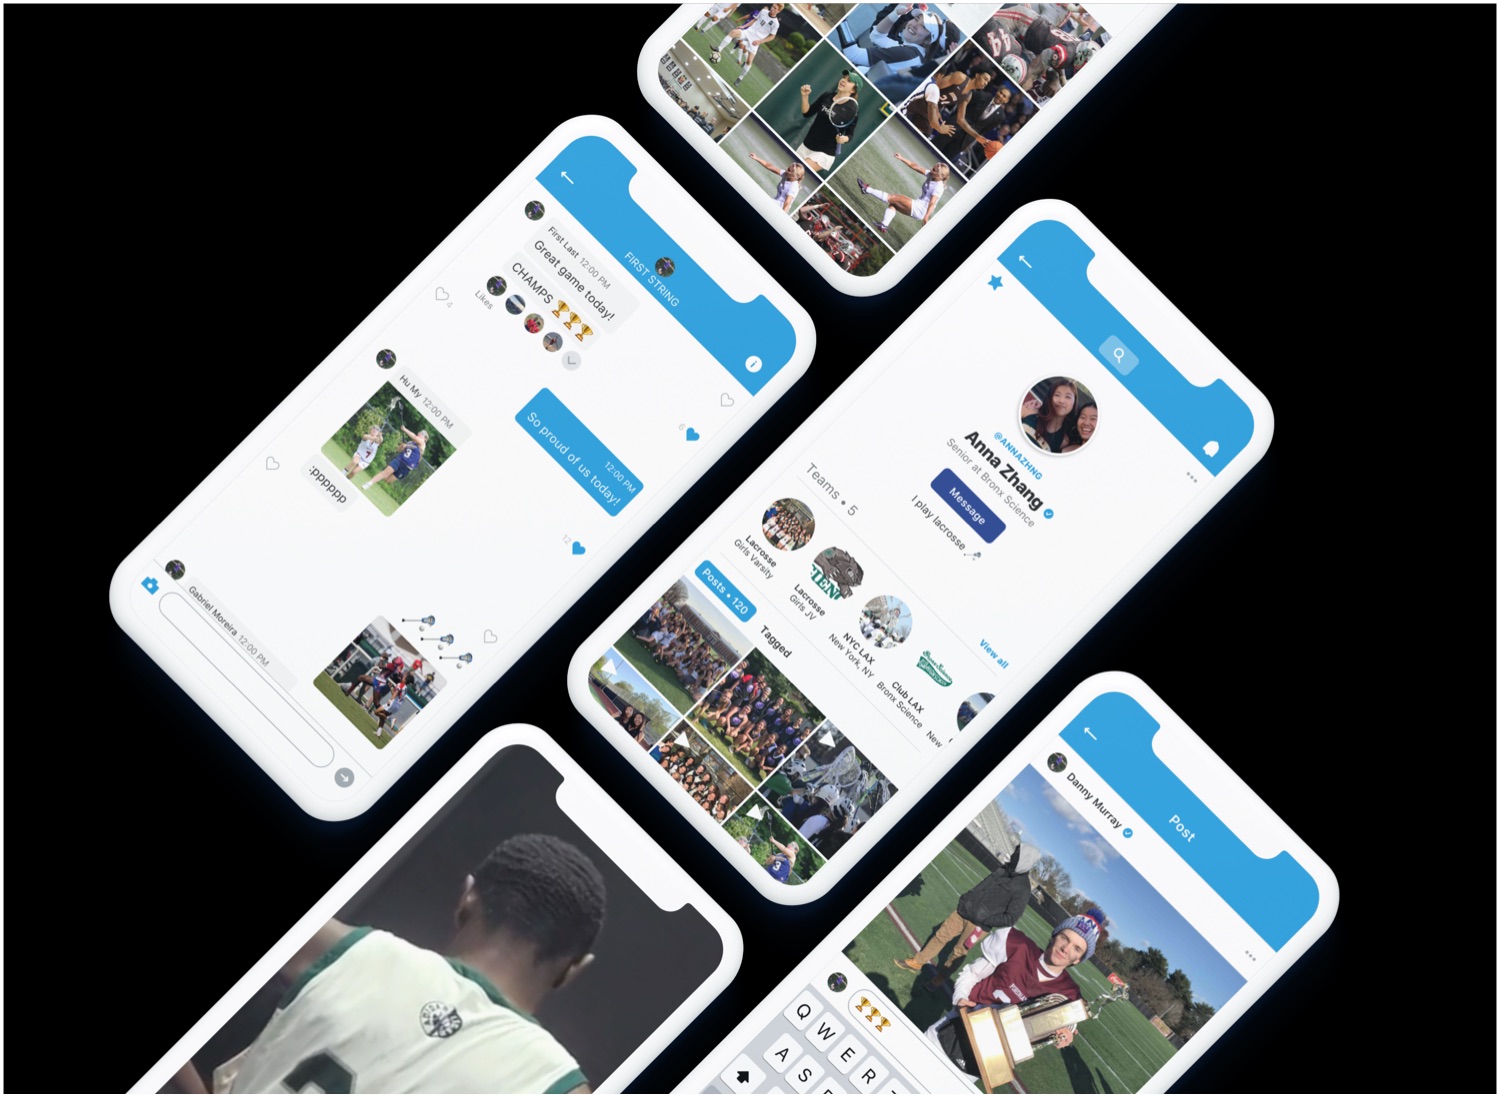 FIRST STRING
First Last 12:00 PM
Great game today!
CHAMPS 🏆🏆🏆
Likes
4
Hu My 12:00 PM
:pppppp
6
12:00 PM
So proud of us today!
12
Gabriel Moreira 12:00 PM
@ANNAZHNG
Anna Zhang
Senior at Bronx Science
Message
I play lacrosse
Teams • 5
View all
Lacrosse
Girls Varsity
Lacrosse
Girls JV
NYC LAX
New York, NY
Club LAX
Bronx Science
New
Posts • 120
Tagged
Post
Danny Murray
🏆🏆🏆
Q W E R
A S